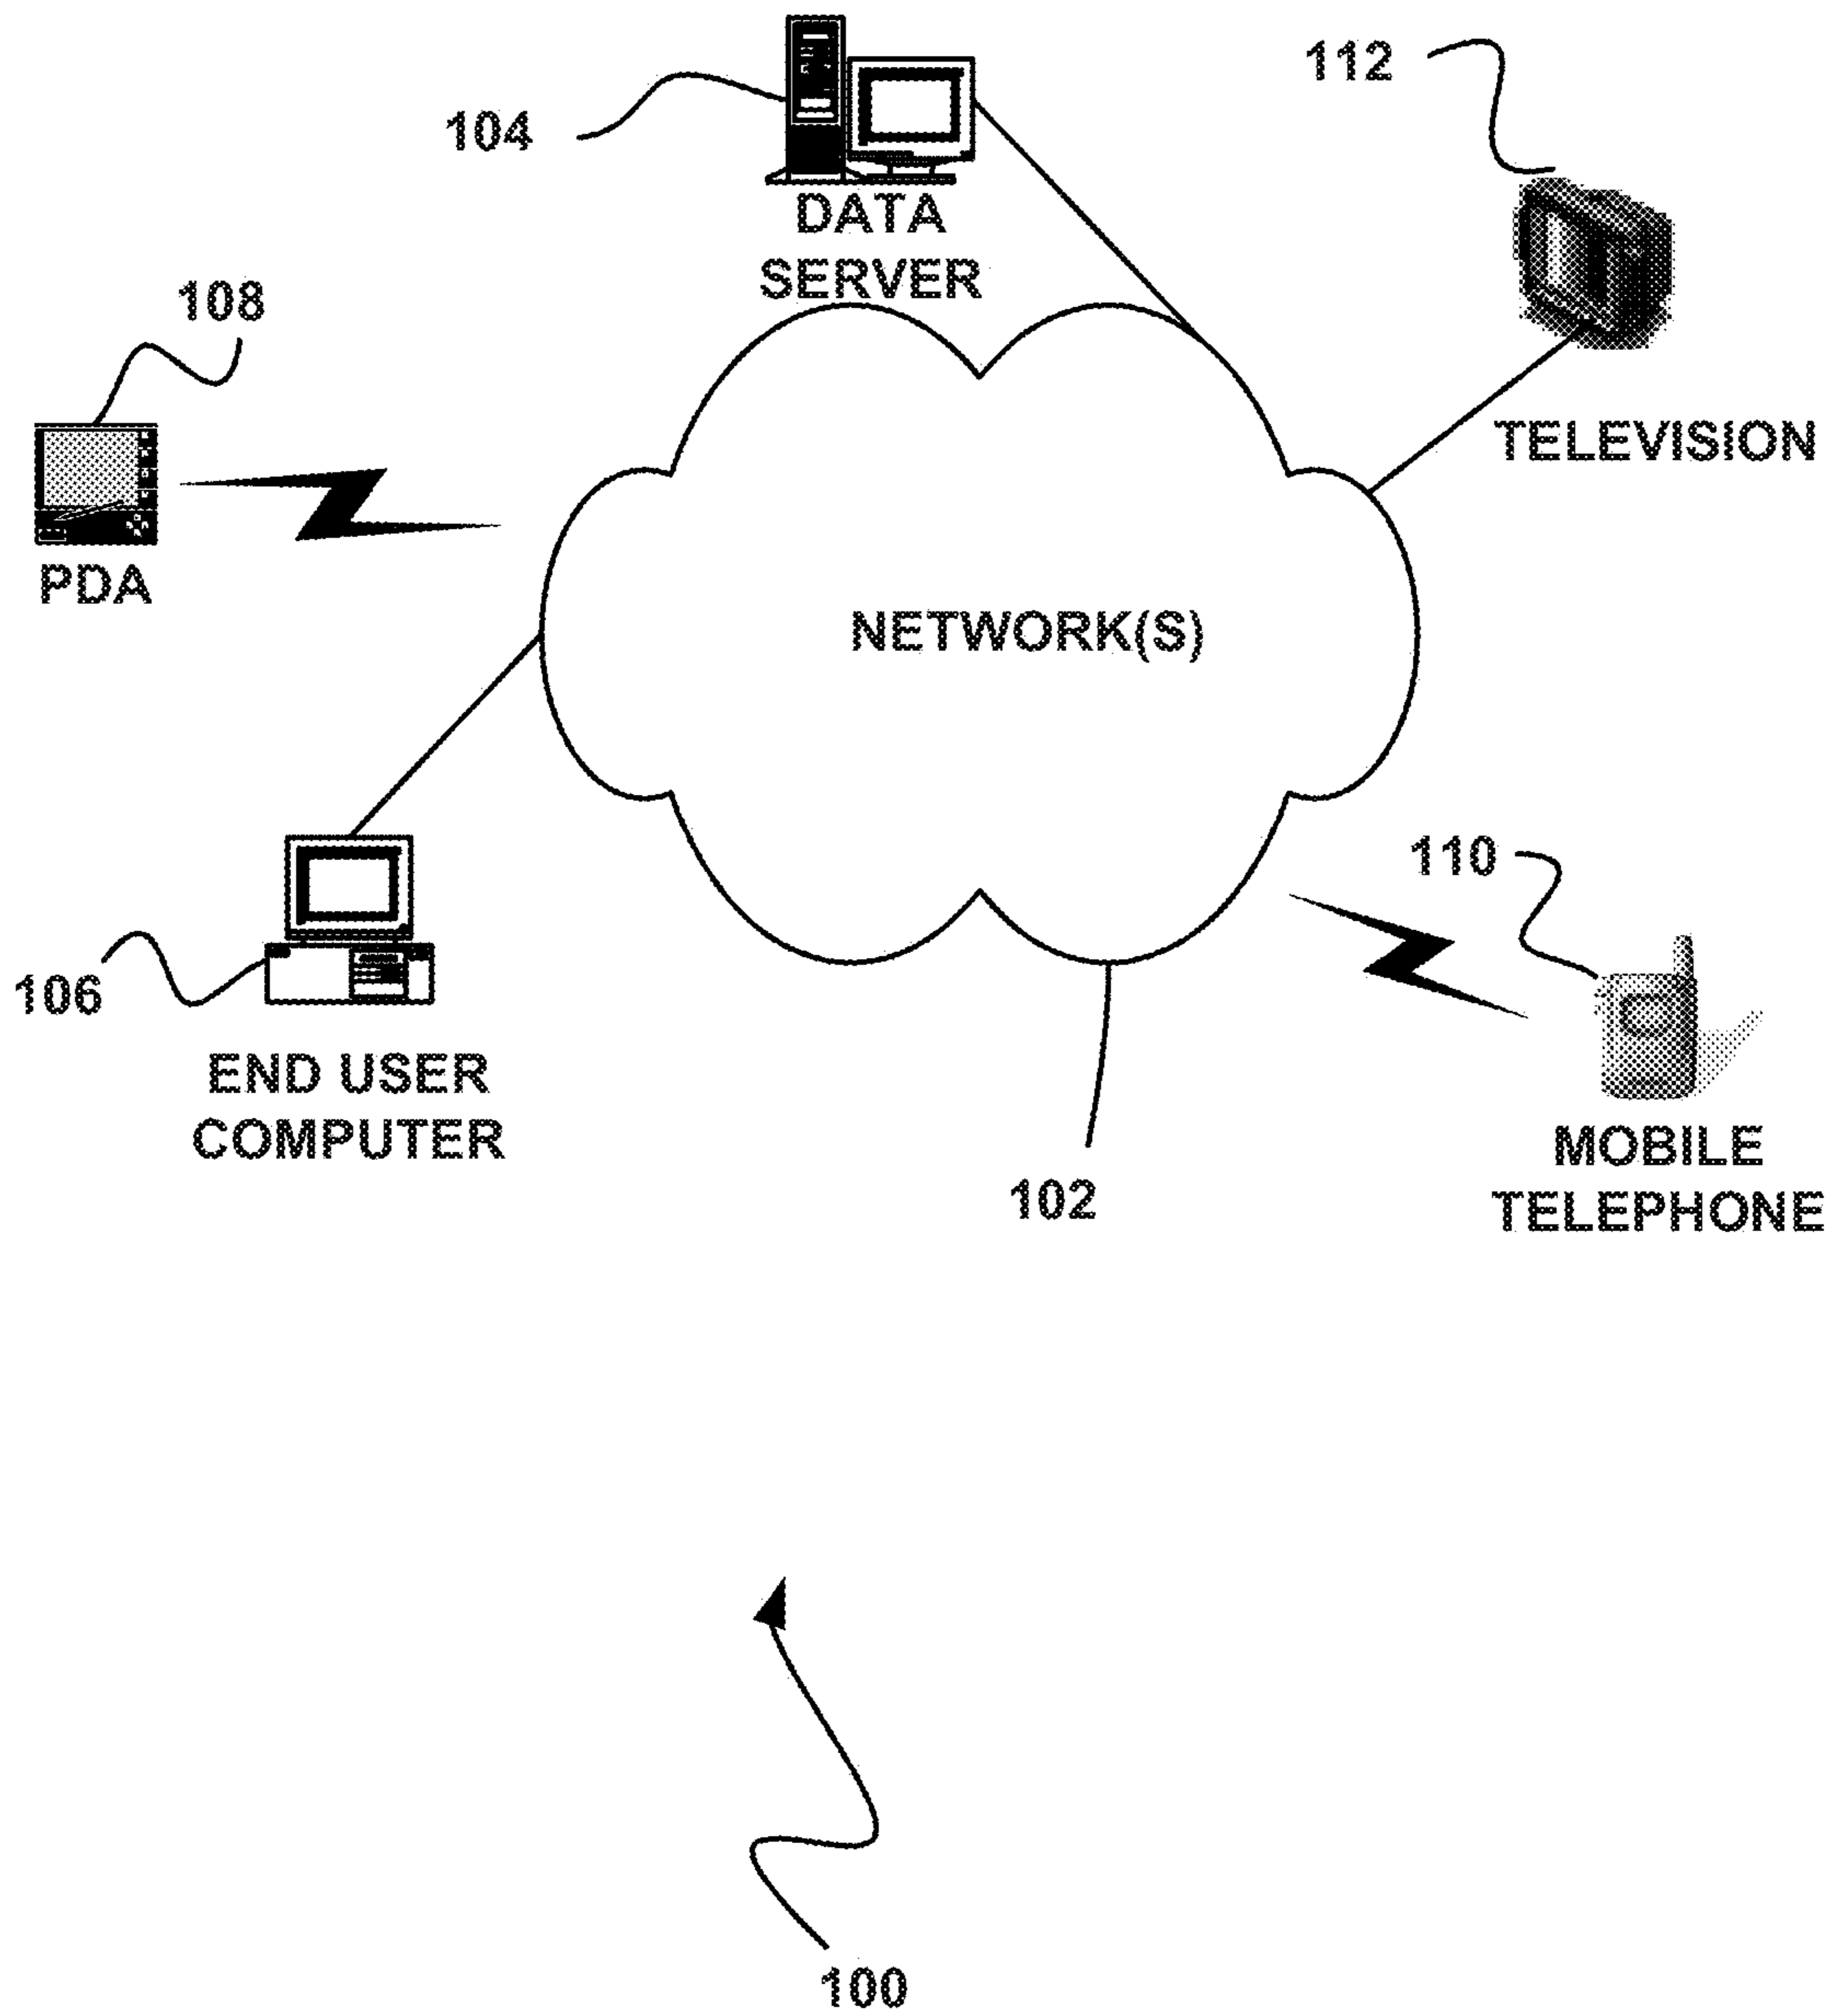 112
104
DATA
SERVER
108
TELEVISION
PDA
NETWORK(S)
110
106
END USER
COMPUTER
MOBILE
TELEPHONE
102
100